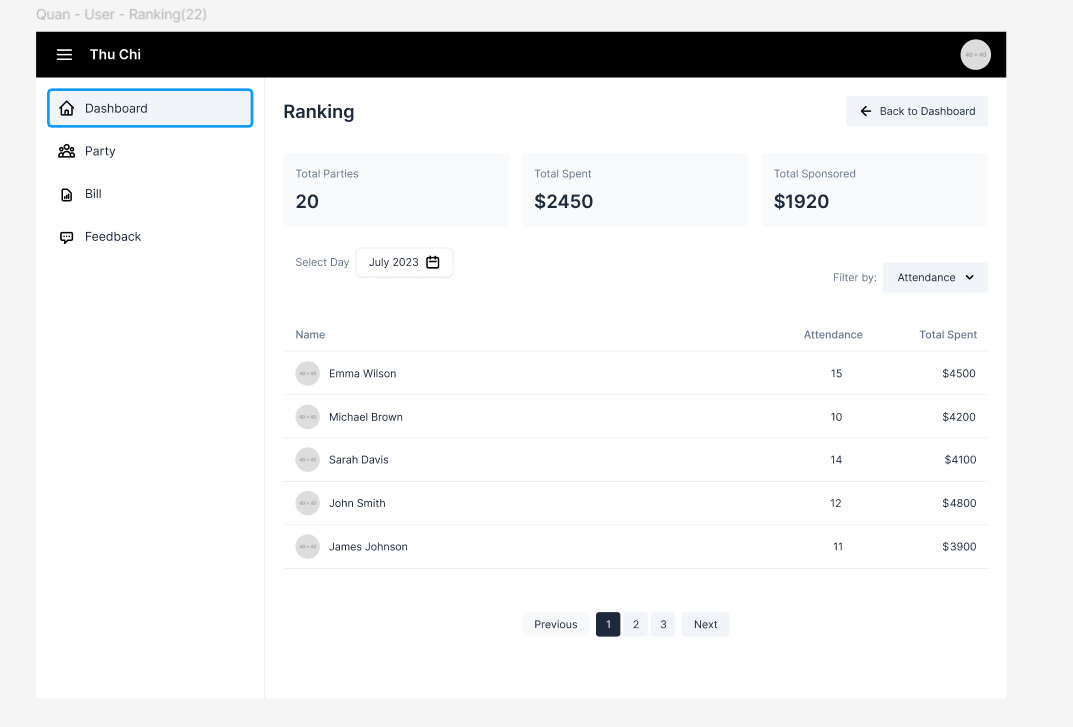 Quan - User - Ranking(22)
Thu Chi
40 × 40
Dashboard
Party
Bill
Feedback
Ranking
Back to Dashboard
Total Parties
20
Total Spent
$2450
Total Sponsored
$1920
Select Day
July 2023
Filter by:
Attendance
Name Attendance Total Spent
40 × 40 Emma Wilson 15 $4500
40 × 40 Michael Brown 10 $4200
40 × 40 Sarah Davis 14 $4100
40 × 40 John Smith 12 $4800
40 × 40 James Johnson 11 $3900
Previous 1 2 3 Next